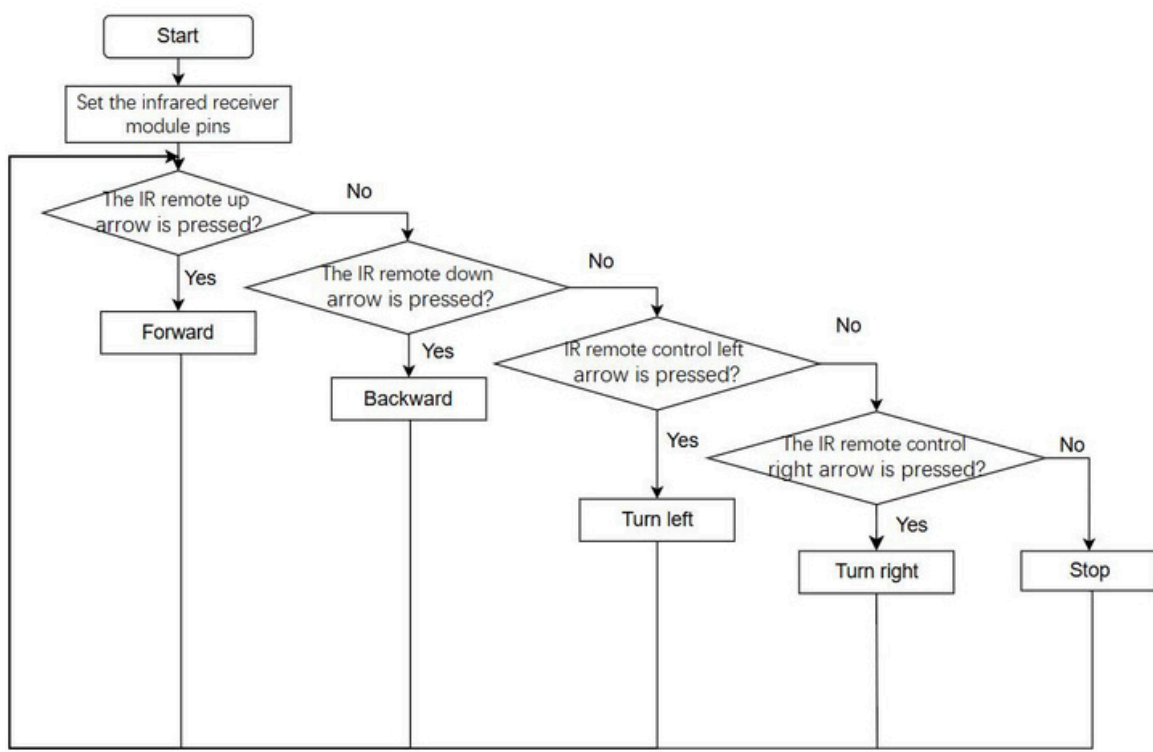 Start
Set the infrared receiver
module pins
The IR remote up
arrow is pressed?
No
Yes
Forward
The IR remote down
arrow is pressed?
No
Yes
Backward
IR remote control left
arrow is pressed?
No
Yes
Turn left
The IR remote control
right arrow is pressed?
No
Yes
Turn right
Stop